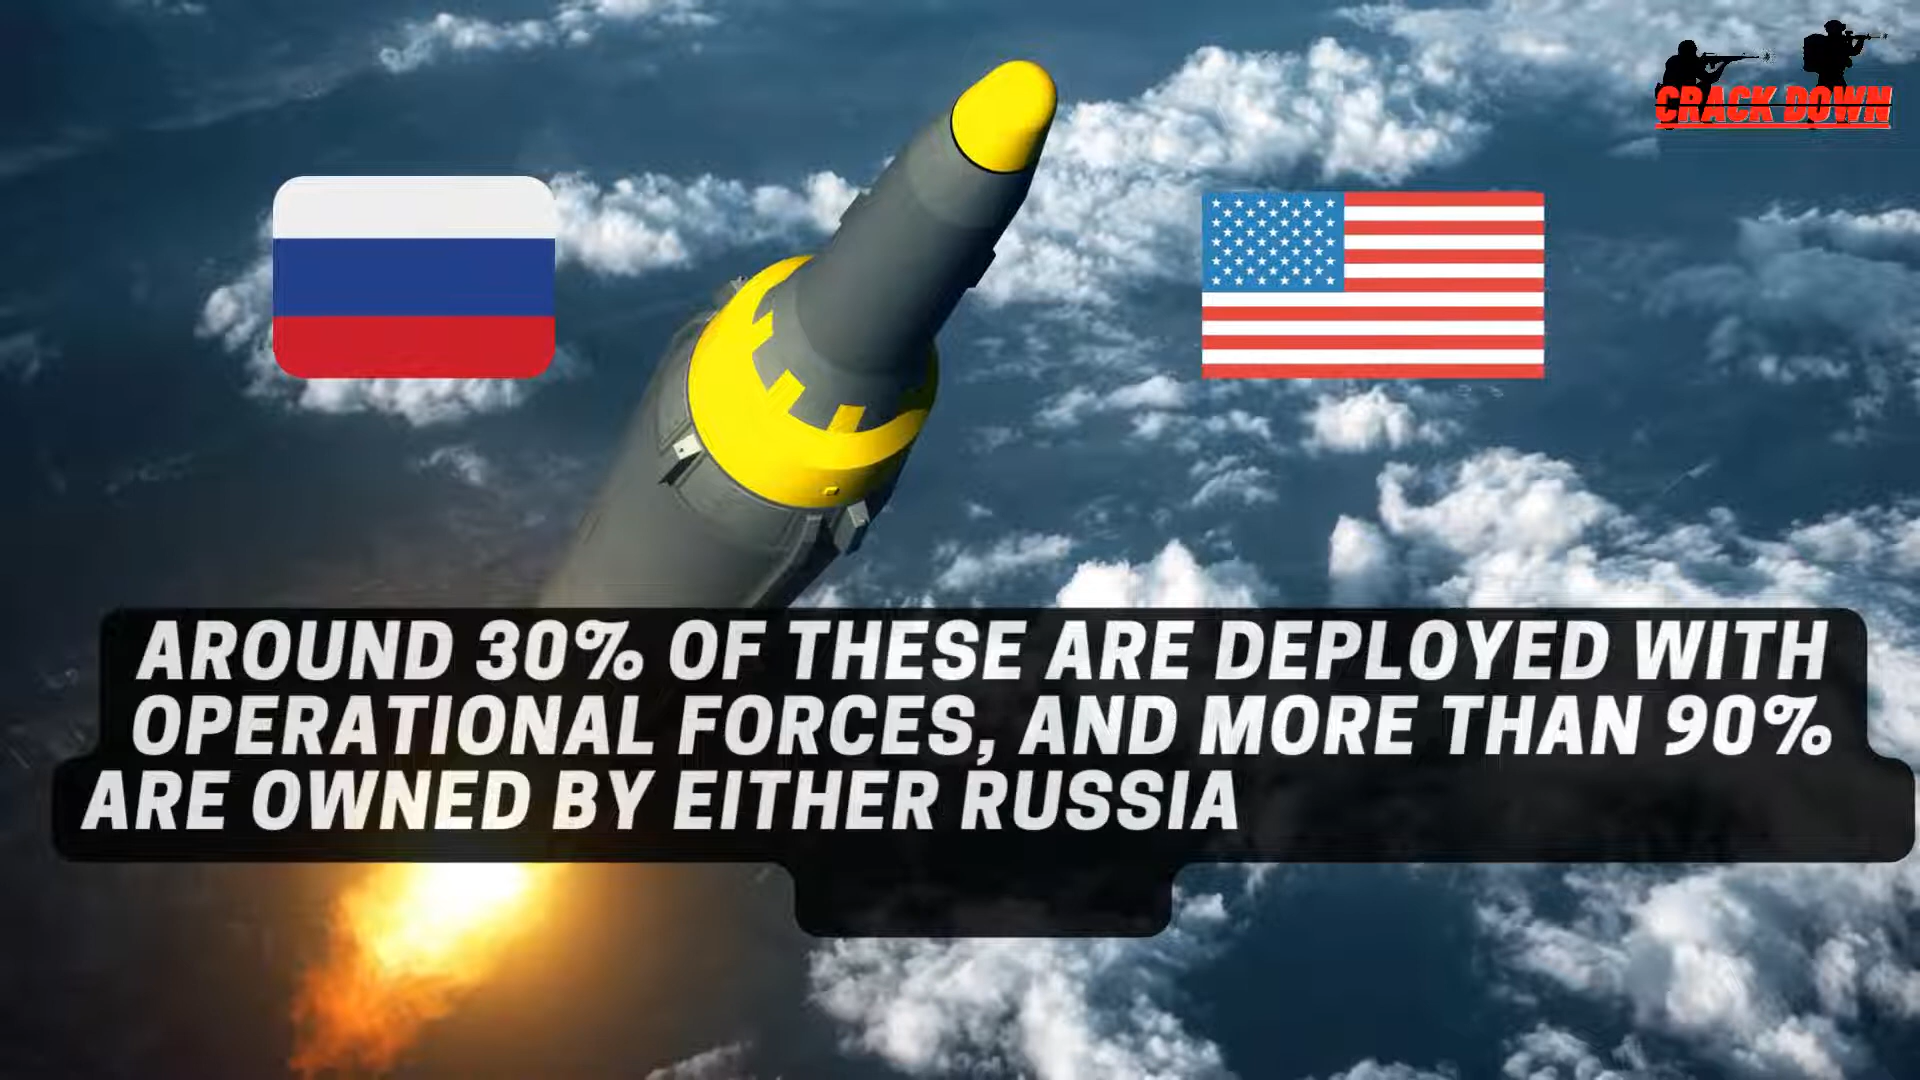 CRACK DOWN
AROUND 30% OF THESE ARE DEPLOYED WITH
OPERATIONAL FORCES, AND MORE THAN 90%
ARE OWNED BY EITHER RUSSIA